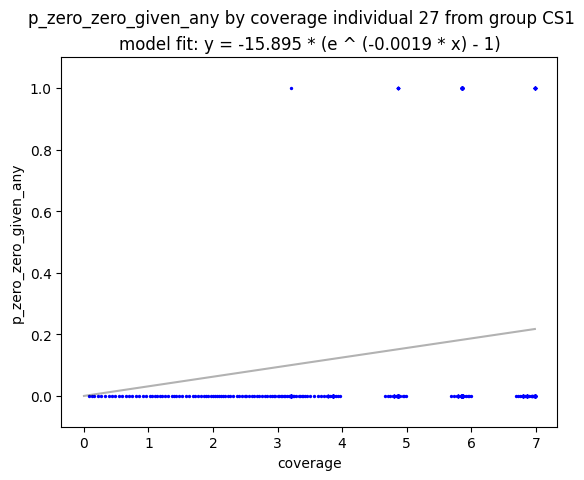 p_zero_zero_given_any by coverage individual 27 from group CS1
model fit: y = -15.895 * (e ^ (-0.0019 * x) - 1)
1.0
0.8
0.6
0.4
0.2
0.0
p_zero_zero_given_any
0 1 2 3 4 5 6 7
coverage